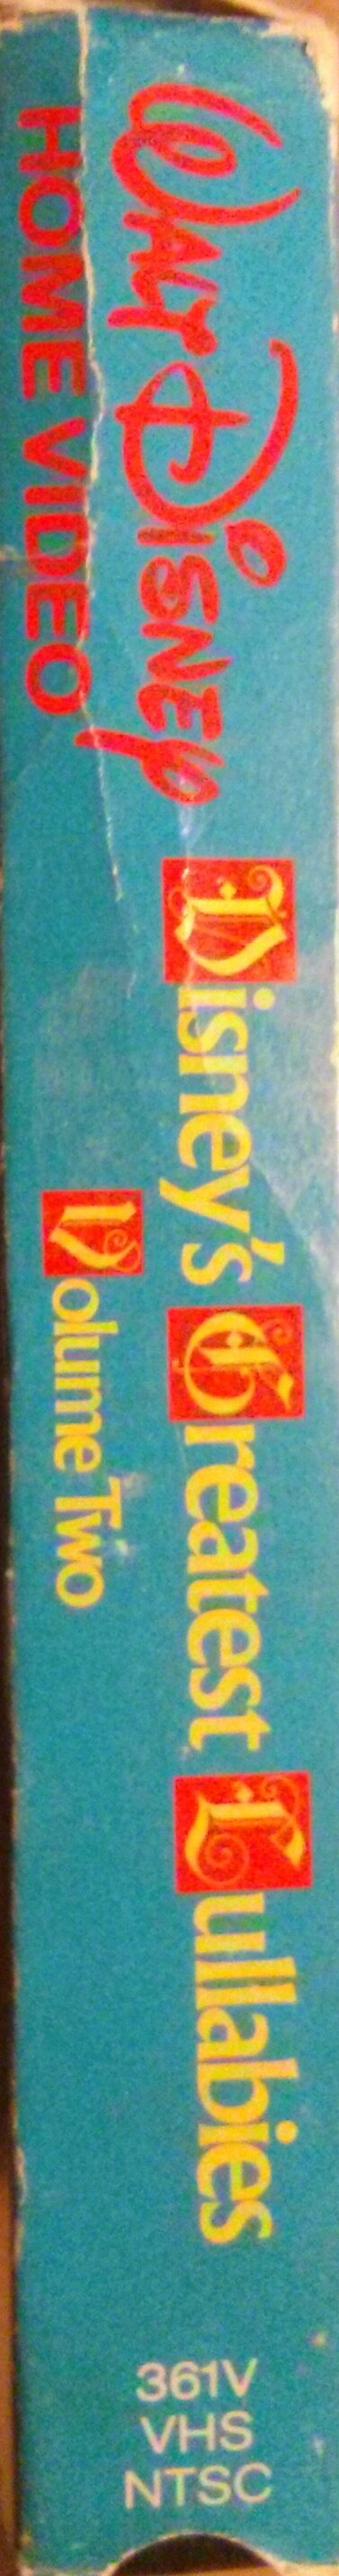 Walt Disney
HOME VIDEO
Disney's Greatest Lullabies
Volume Two
361V
VHS
NTSC